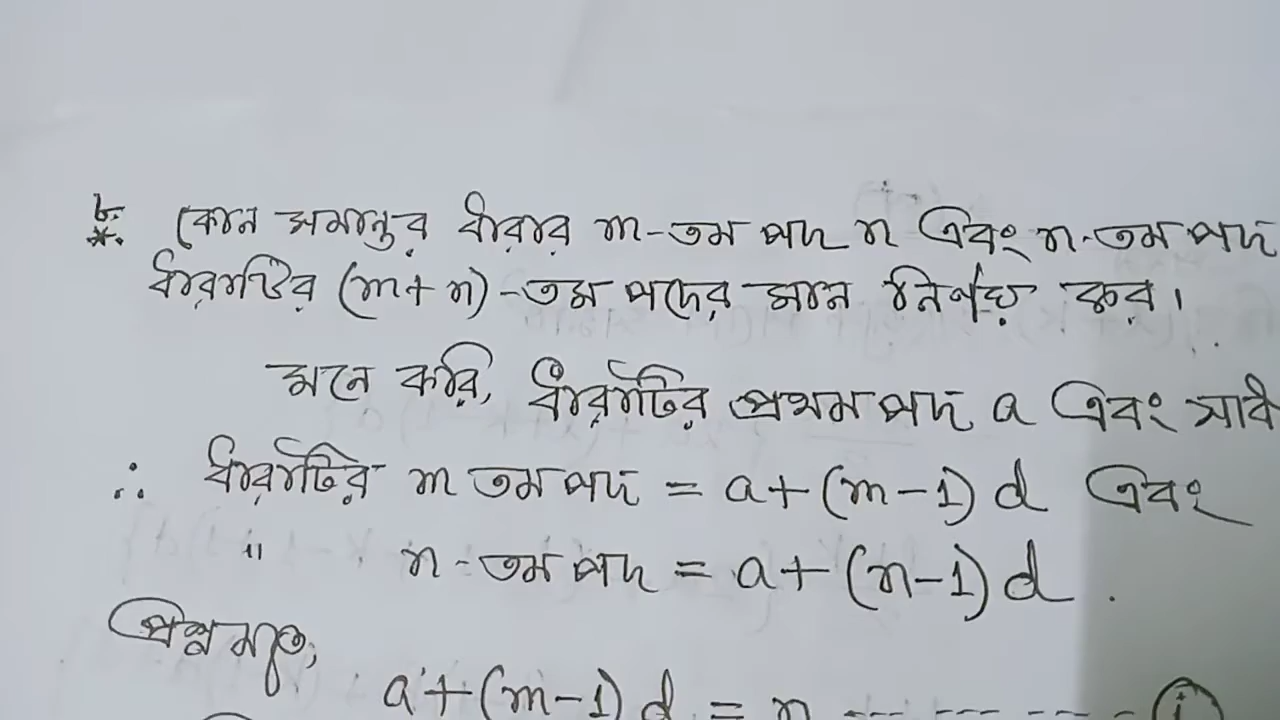 ৮. কোন সমান্তর ধারার m-তম পদ n এবং n-তম পদ
*. ধারাটির (m+n)-তম পদের মান নির্ণয় কর।
মনে করি, ধারাটির প্রথম পদ a এবং সাধ
∴ ধারাটির m তম পদ = a+(m-1)d এবং
" n-তম পদ = a+(n-1)d.
প্রশ্নমতে,
a+(m-1)d = n --- --- --- - (i)